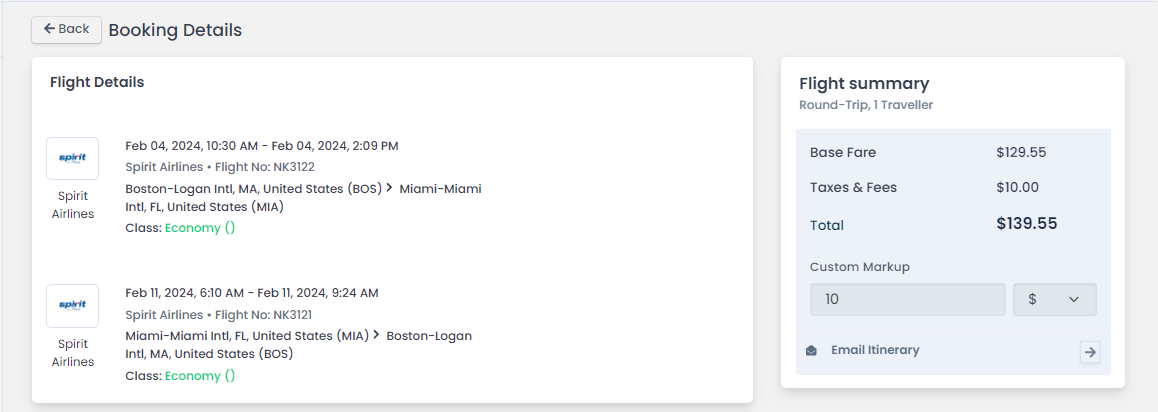 Back
Booking Details
Flight Details
spirit
Spirit
Airlines
Feb 04, 2024, 10:30 AM - Feb 04, 2024, 2:09 PM
Spirit Airlines • Flight No: NK3122
Boston-Logan Intl, MA, United States (BOS) > Miami-Miami
Intl, FL, United States (MIA)
Class: Economy ()
spirit
Spirit
Airlines
Feb 11, 2024, 6:10 AM - Feb 11, 2024, 9:24 AM
Spirit Airlines • Flight No: NK3121
Miami-Miami Intl, FL, United States (MIA) > Boston-Logan
Intl, MA, United States (BOS)
Class: Economy ()
Flight summary
Round-Trip, 1 Traveller
Base Fare $129.55
Taxes & Fees $10.00
Total $139.55
Custom Markup
10 $
Email Itinerary